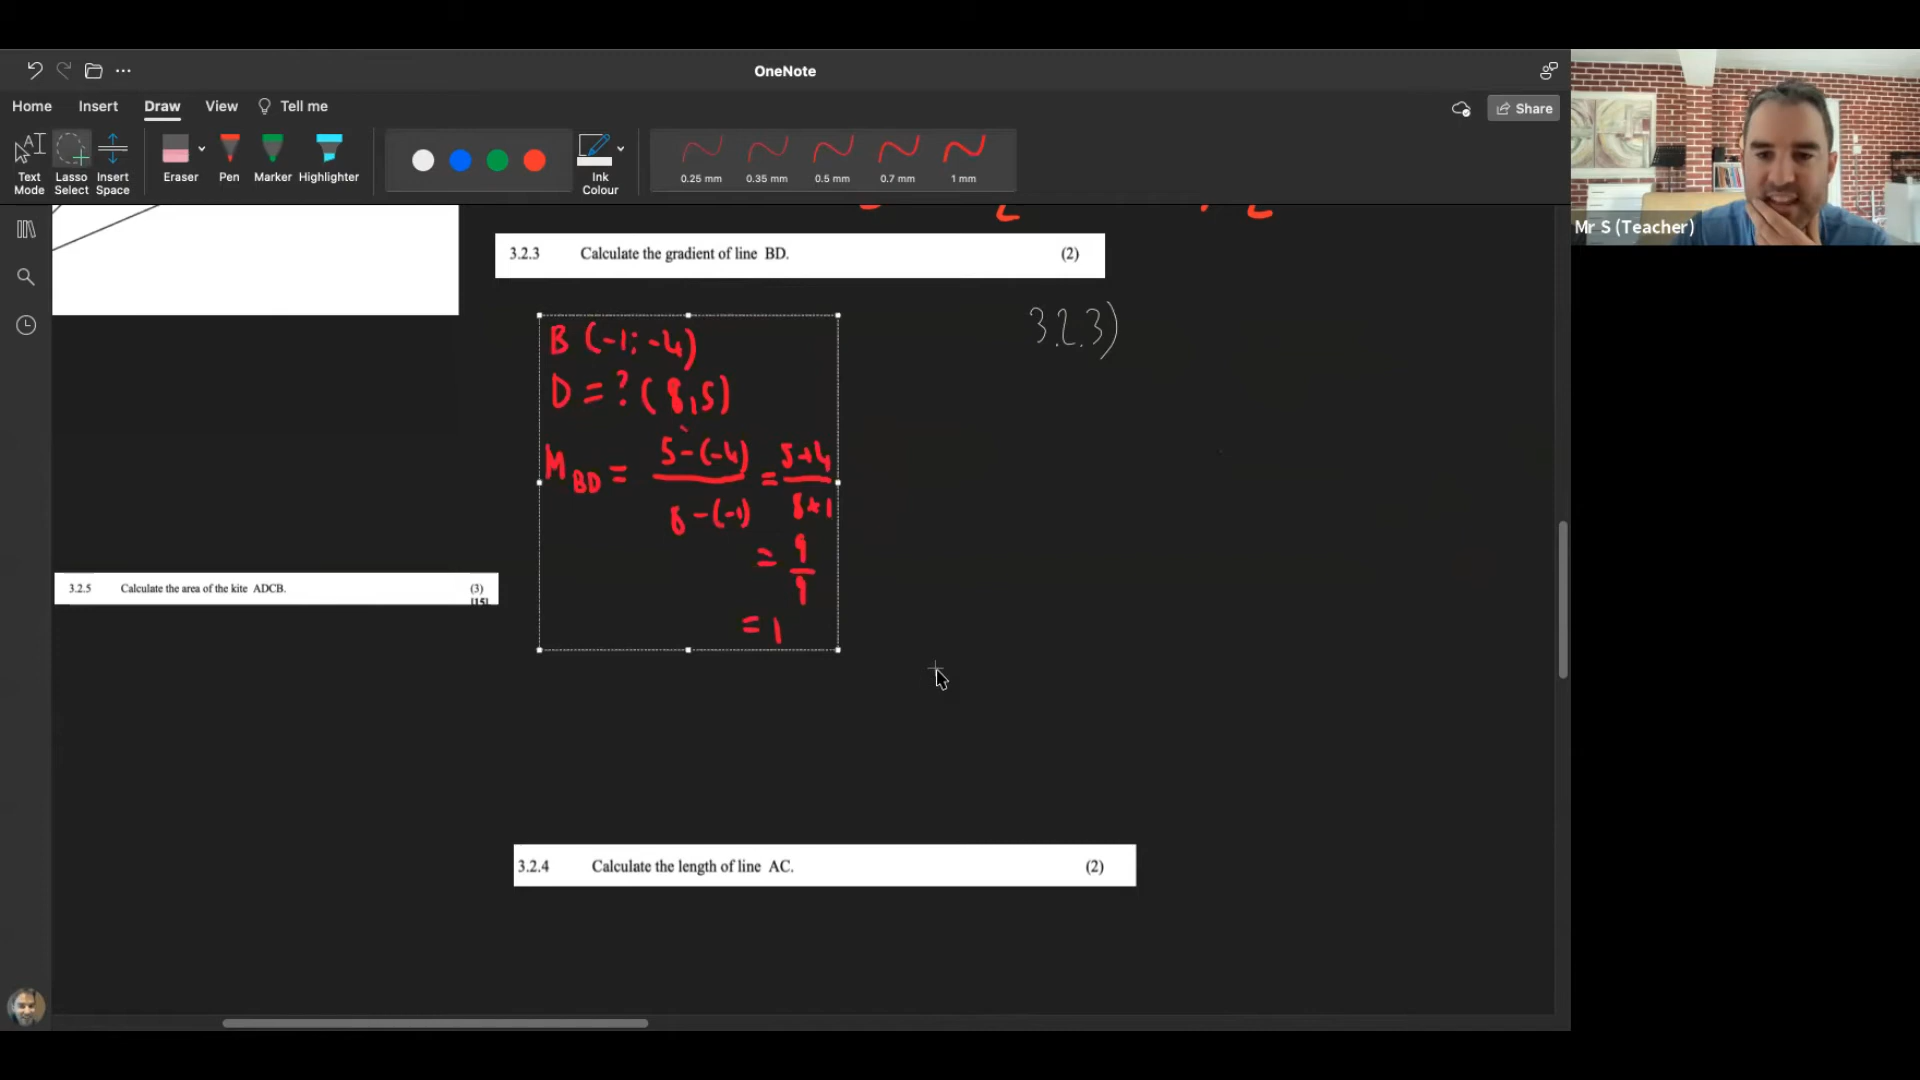 OneNote
Home Insert Draw View Tell me
Share
Text Mode
Lasso Select
Insert Space
Eraser
Pen
Marker
Highlighter
Ink Colour
0.25 mm
0.35 mm
0.5 mm
0.7 mm
1 mm
Mr S (Teacher)
3.2.3 Calculate the gradient of line BD. (2)
3.2.3)
B (-1; -4)
D = ? (8,5)
M BD = 5-(-4) / 8-(-1) = 5+4 / 8+1
= 9/9
= 1
3.2.5 Calculate the area of the kite ADCB. (3)
[15]
3.2.4 Calculate the length of line AC. (2)